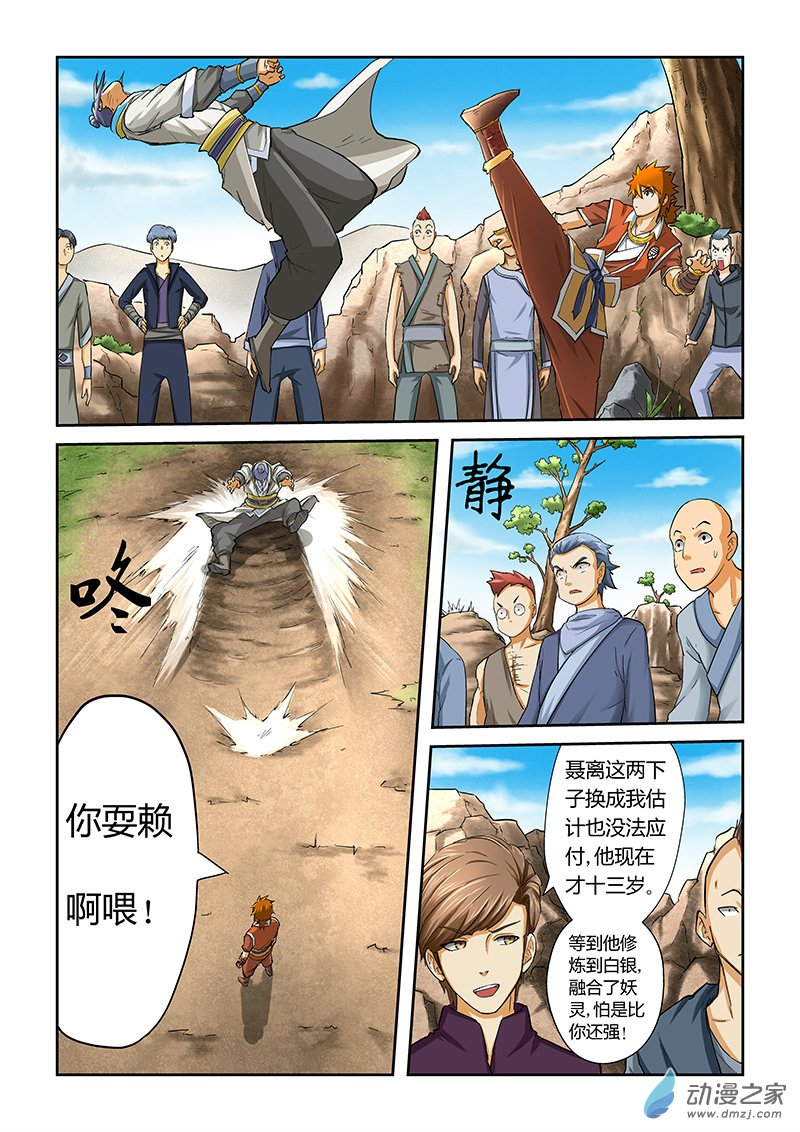 静
咚
你耍赖
啊喂！
聂离这两下
子换成我估
计也没法应
付，他现在
才十三岁。
等到他修
炼到白银，
融合了妖
灵，怕是比
你还强！
动漫之家
www.dmzj.com